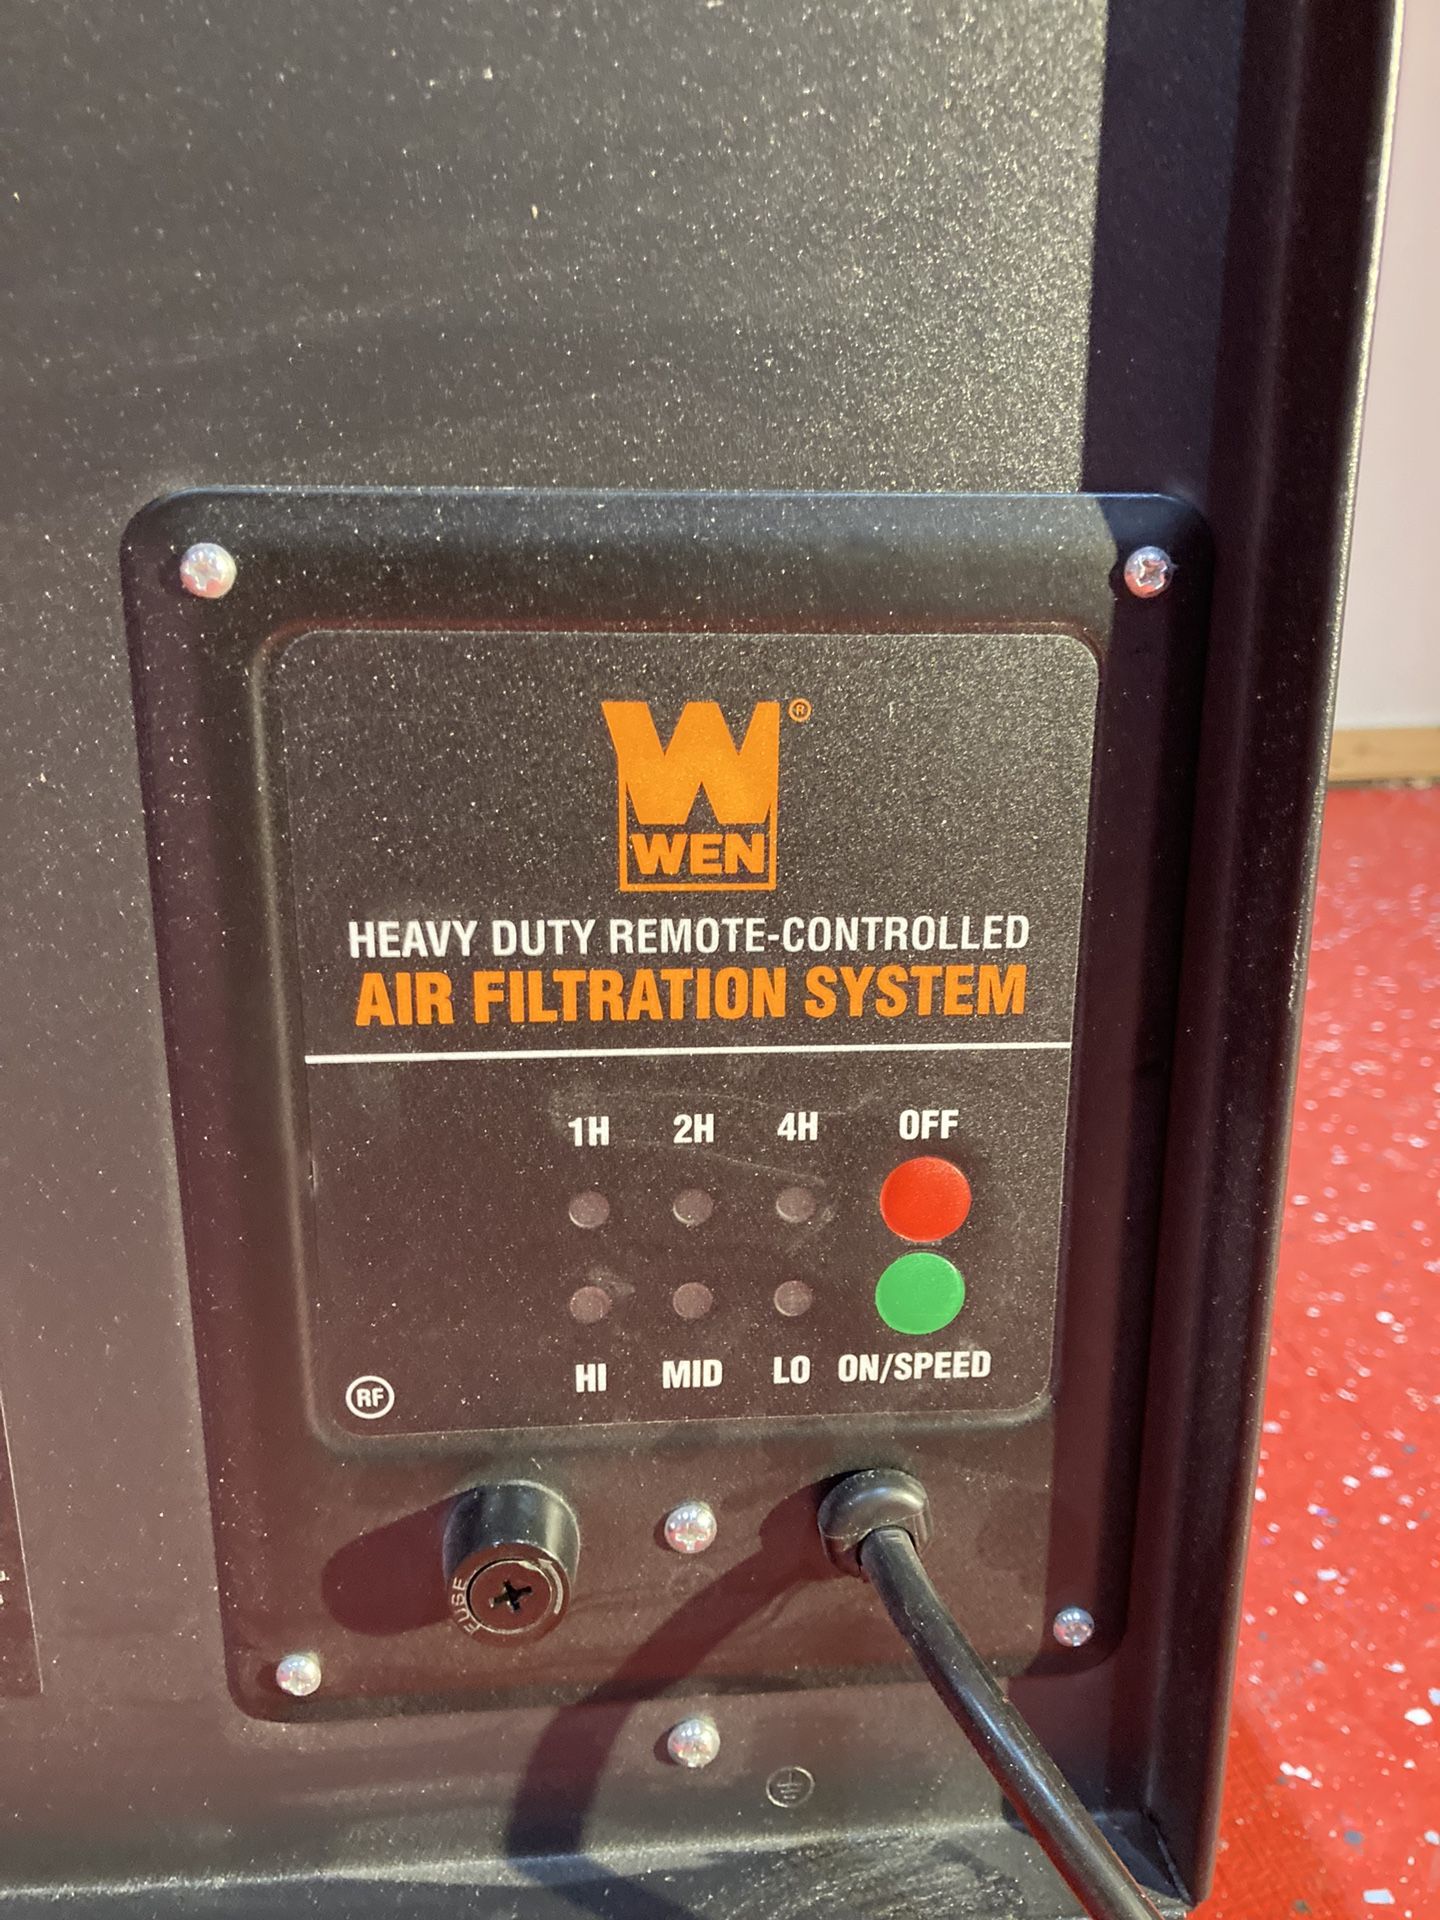 ®
WEN
HEAVY DUTY REMOTE-CONTROLLED
AIR FILTRATION SYSTEM
1H 2H 4H OFF
HI MID LO ON/SPEED
RF
FUSE